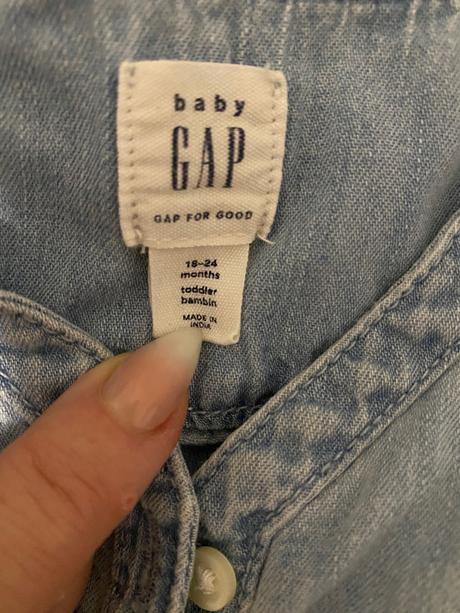 baby
GAP
GAP FOR GOOD
18-24
months
toddler
bambin
MADE IN
INDIA